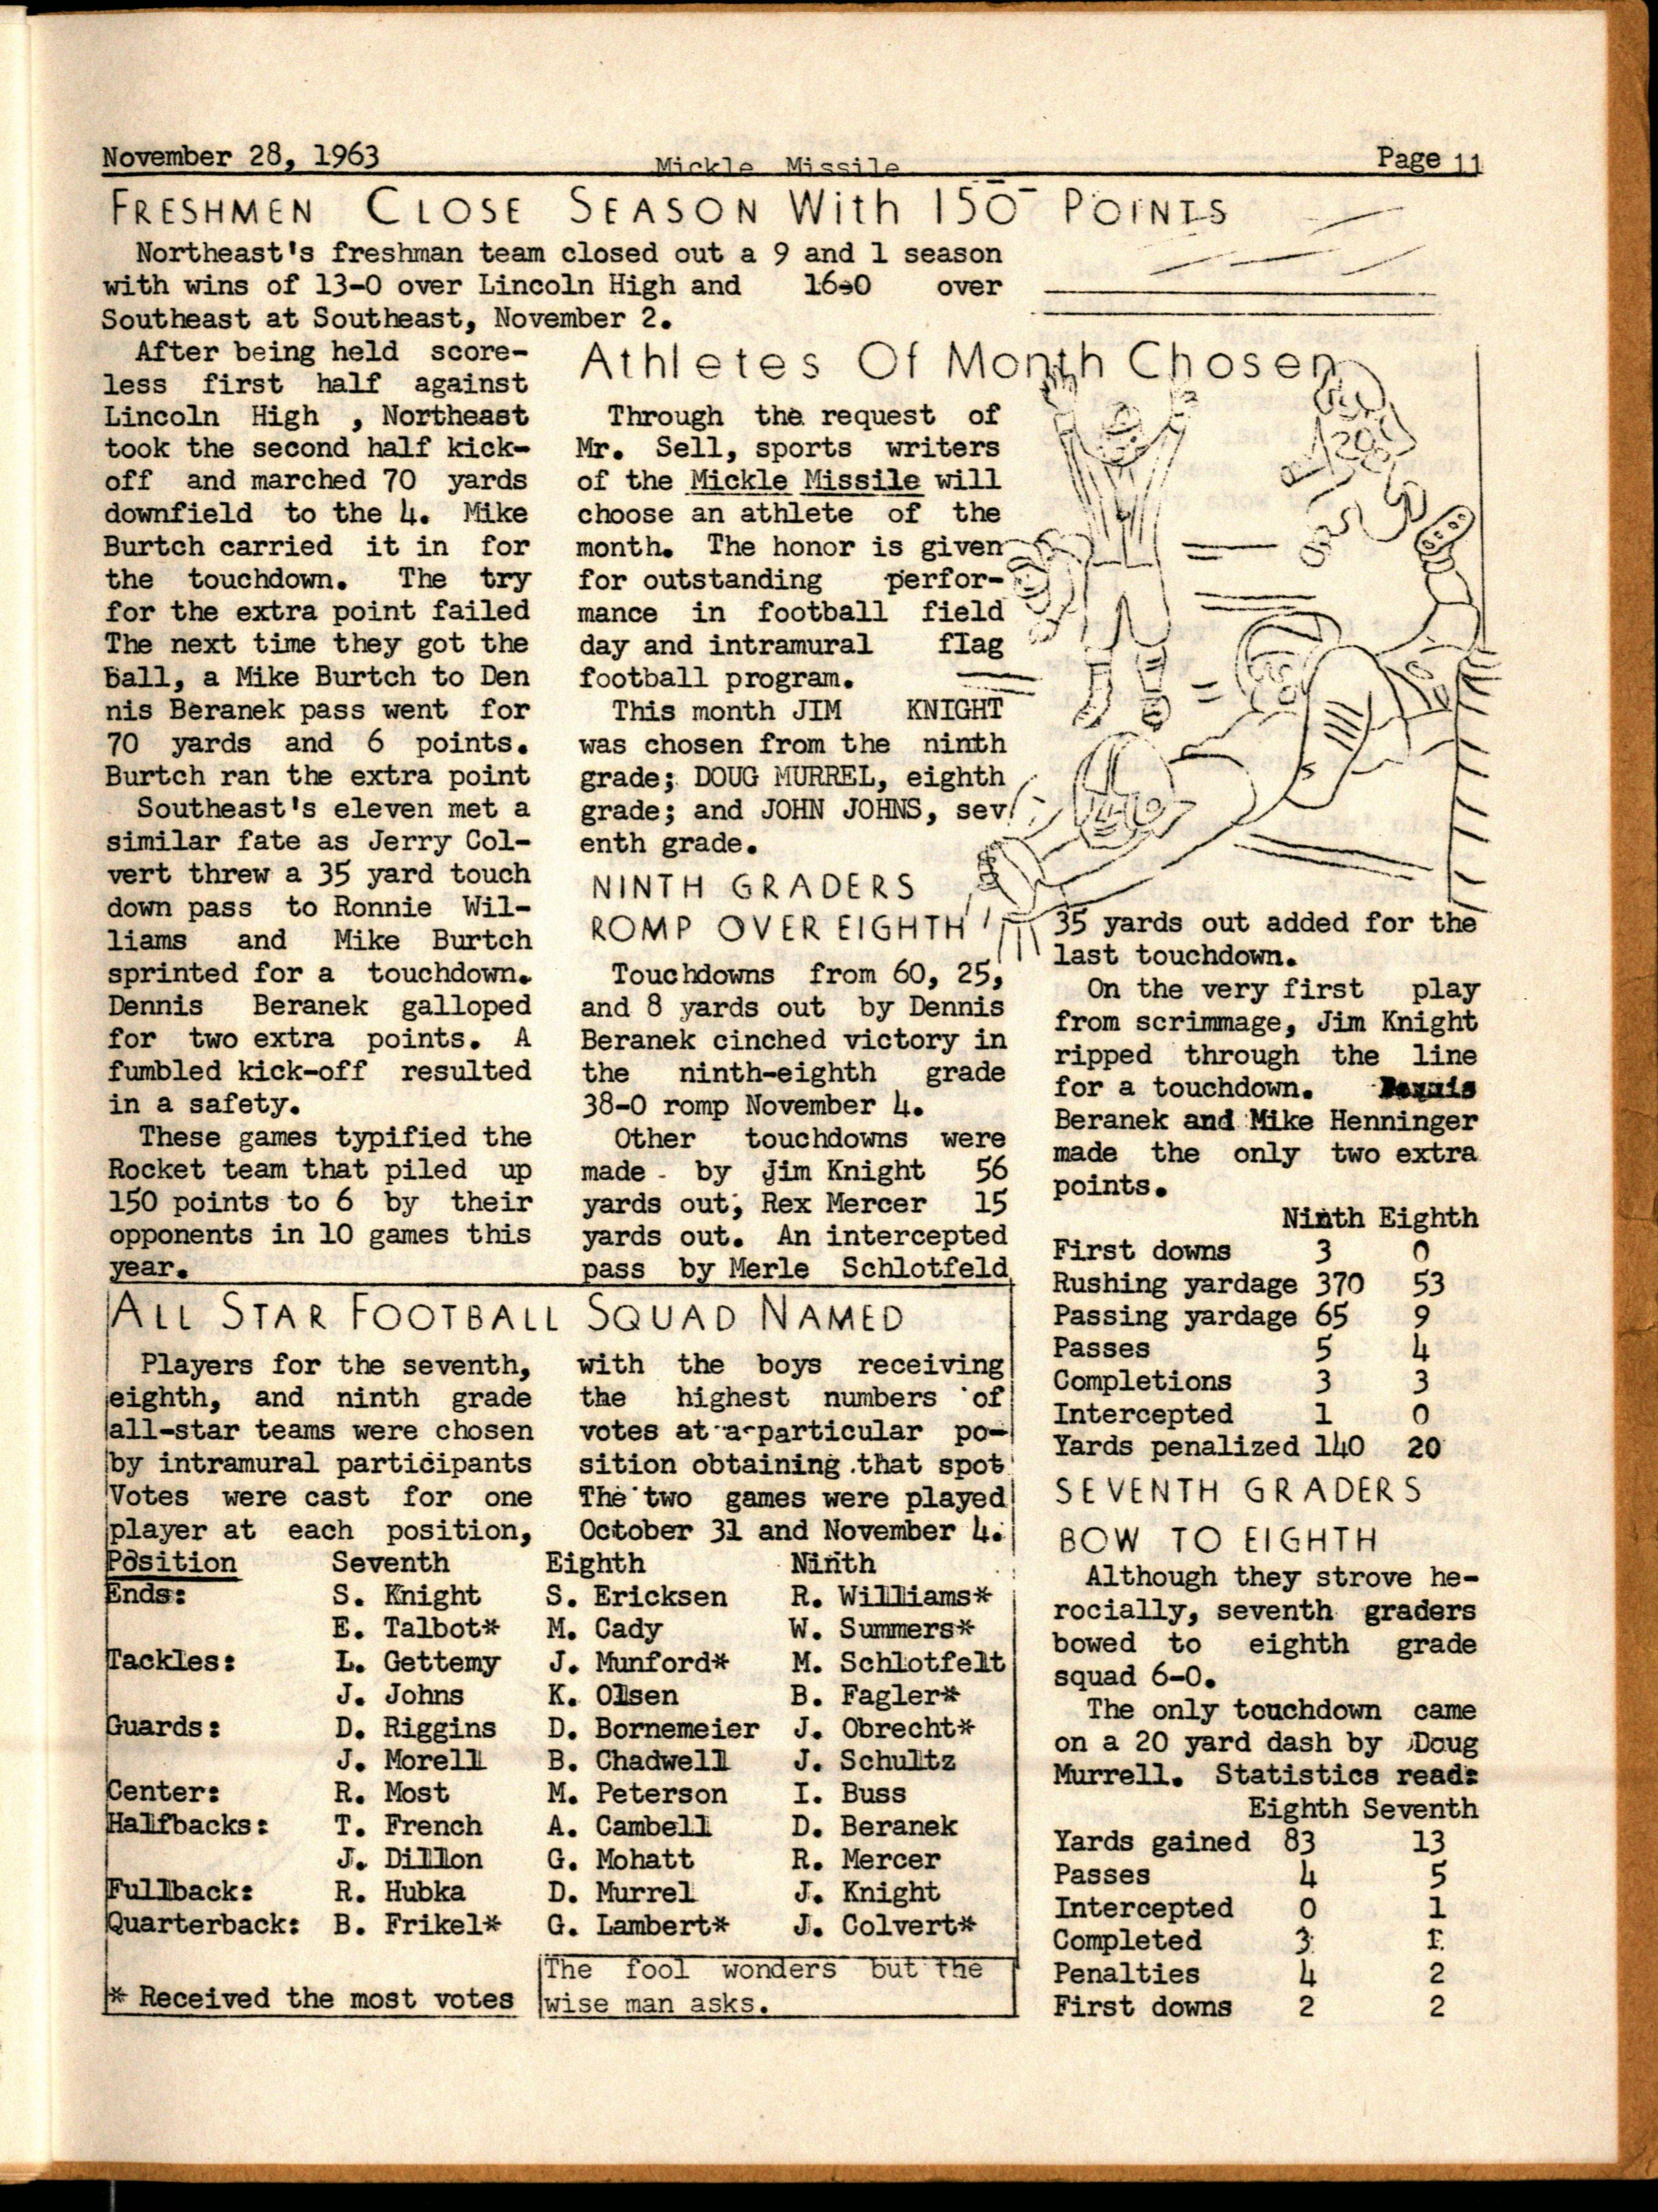 November 28, 1963
Mickle Missile
Page 11
FRESHMEN CLOSE SEASON With 150 POINTS
Northeast's freshman team closed out a 9 and 1 season
with wins of 13-0 over Lincoln High and 16-0 over
Southeast at Southeast, November 2.
After being held score-
less first half against
Lincoln High , Northeast
took the second half kick-
off and marched 70 yards
downfield to the 4. Mike
Burtch carried it in for
the touchdown. The try
for the extra point failed
The next time they got the
ball, a Mike Burtch to Den
nis Beranek pass went for
70 yards and 6 points.
Burtch ran the extra point
Southeast's eleven met a
similar fate as Jerry Col-
vert threw a 35 yard touch
down pass to Ronnie Wil-
liams and Mike Burtch
sprinted for a touchdown.
Dennis Beranek galloped
for two extra points. A
fumbled kick-off resulted
in a safety.
These games typified the
Rocket team that piled up
150 points to 6 by their
opponents in 10 games this
year.
Athletes Of Month Chosen
Through the request of
Mr. Sell, sports writers
of the Mickle Missile will
choose an athlete of the
month. The honor is given
for outstanding perfor-
mance in football field
day and intramural flag
football program.
This month JIM KNIGHT
was chosen from the ninth
grade; DOUG MURREL, eighth
grade; and JOHN JOHNS, sev
enth grade.
NINTH GRADERS
ROMP OVER EIGHTH
Touchdowns from 60, 25,
and 8 yards out by Dennis
Beranek cinched victory in
the ninth-eighth grade
38-0 romp November 4.
Other touchdowns were
made by Jim Knight 56
yards out; Rex Mercer 15
yards out. An intercepted
pass by Merle Schlotfeld
35 yards out added for the
last touchdown.
On the very first play
from scrimmage, Jim Knight
ripped through the line
for a touchdown. Dennis
Beranek and Mike Henninger
made the only two extra
points.
Ninth Eighth
First downs 3 0
Rushing yardage 370 53
Passing yardage 65 9
Passes 5 4
Completions 3 3
Intercepted 1 0
Yards penalized 140 20
SEVENTH GRADERS
BOW TO EIGHTH
Although they strove he-
rocially, seventh graders
bowed to eighth grade
squad 6-0.
The only touchdown came
on a 20 yard dash by Doug
Murrell. Statistics read:
Eighth Seventh
Yards gained 83 13
Passes 4 5
Intercepted 0 1
Completed 3 1
Penalties 4 2
First downs 2 2
ALL STAR FOOTBALL SQUAD NAMED
Players for the seventh,
eighth, and ninth grade
all-star teams were chosen
by intramural participants
Votes were cast for one
player at each position,
with the boys receiving
the highest numbers of
votes at a particular po-
sition obtaining that spot
The two games were played
October 31 and November 4.
Position Seventh Eighth Ninth
Ends: S. Knight S. Ericksen R. Williams*
E. Talbot* M. Cady W. Summers*
Tackles: L. Gettemy J. Munford* M. Schlotfelt
J. Johns K. Olsen B. Fagler*
Guards: D. Riggins D. Bornemeier J. Obrecht*
J. Morell B. Chadwell J. Schultz
Center: R. Most M. Peterson I. Buss
Halfbacks: T. French A. Cambell D. Beranek
J. Dillon G. Mohatt R. Mercer
Fullback: R. Hubka D. Murrel J. Knight
Quarterback: B. Frikel* G. Lambert* J. Colvert*
* Received the most votes
The fool wonders but the
wise man asks.